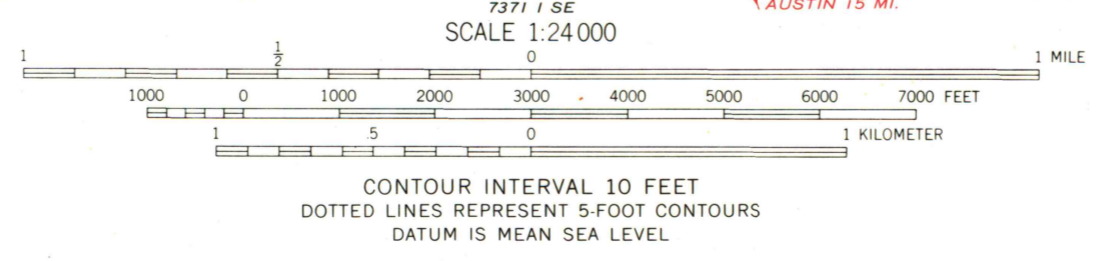 7371 I SE
AUSTIN 15 MI.
SCALE 1:24 000
1 1/2 0 1 MILE
1000 0 1000 2000 3000 4000 5000 6000 7000 FEET
1 .5 0 1 KILOMETER
CONTOUR INTERVAL 10 FEET
DOTTED LINES REPRESENT 5-FOOT CONTOURS
DATUM IS MEAN SEA LEVEL